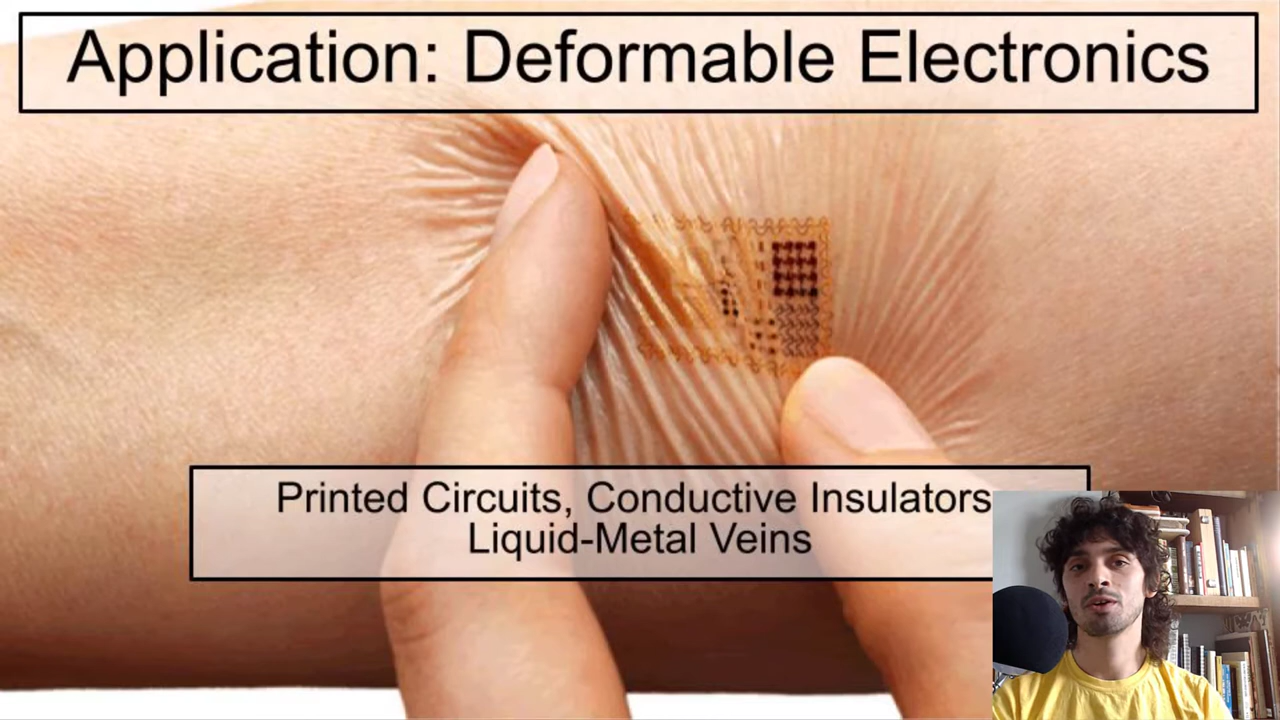 Application: Deformable Electronics
Printed Circuits, Conductive Insulators
Liquid-Metal Veins